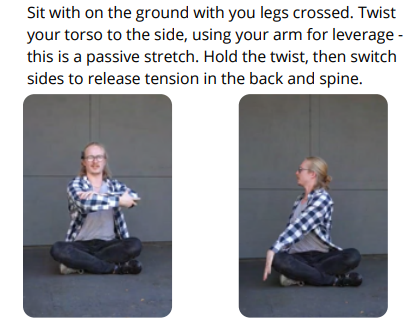 Sit with on the ground with you legs crossed. Twist
your torso to the side, using your arm for leverage -
this is a passive stretch. Hold the twist, then switch
sides to release tension in the back and spine.